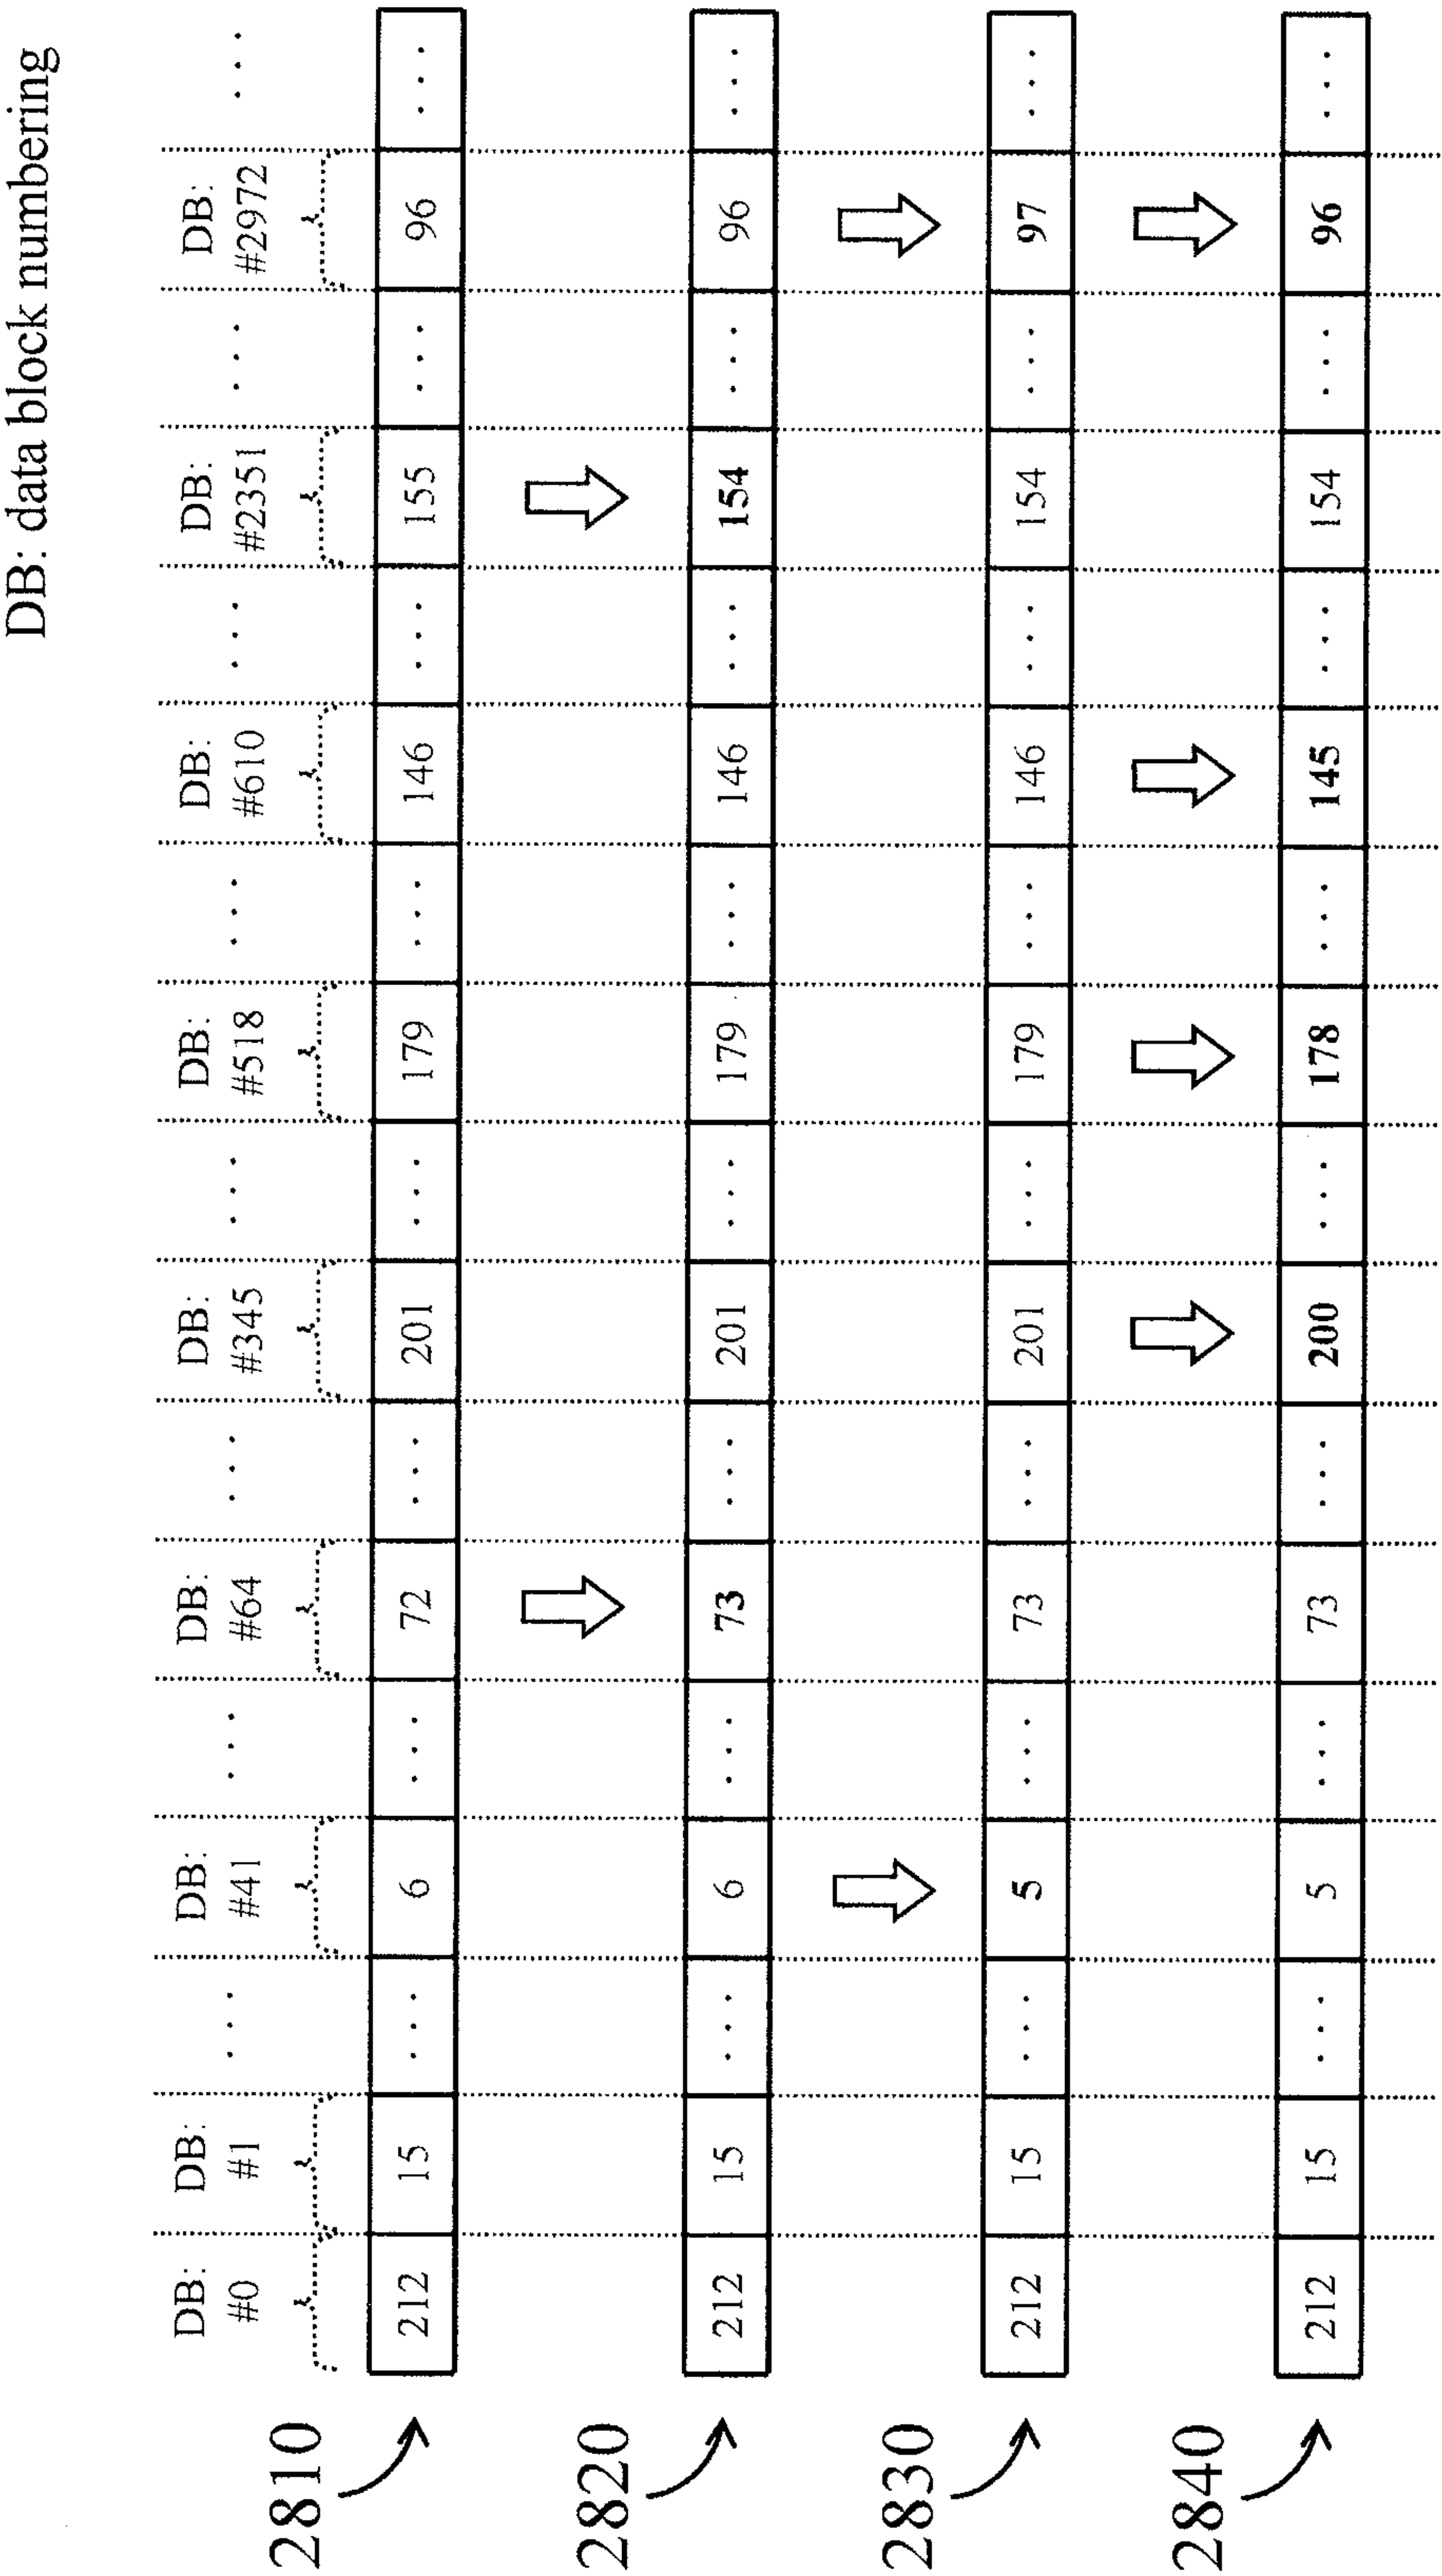 DB: data block numbering
DB: #0 DB: #1 . . . DB: #41 . . . DB: #64 . . . DB: #345 . . . DB: #518 . . . DB: #610 . . . DB: #2351 . . . DB: #2972 . . .
2810 212 15 . . . 6 . . . 72 . . . 201 . . . 179 . . . 146 . . . 155 . . . 96 . . .
2820 212 15 . . . 6 . . . 73 . . . 201 . . . 179 . . . 146 . . . 154 . . . 96 . . .
2830 212 15 . . . 5 . . . 73 . . . 201 . . . 179 . . . 146 . . . 154 . . . 97 . . .
2840 212 15 . . . 5 . . . 73 . . . 200 . . . 178 . . . 145 . . . 154 . . . 96 . . .